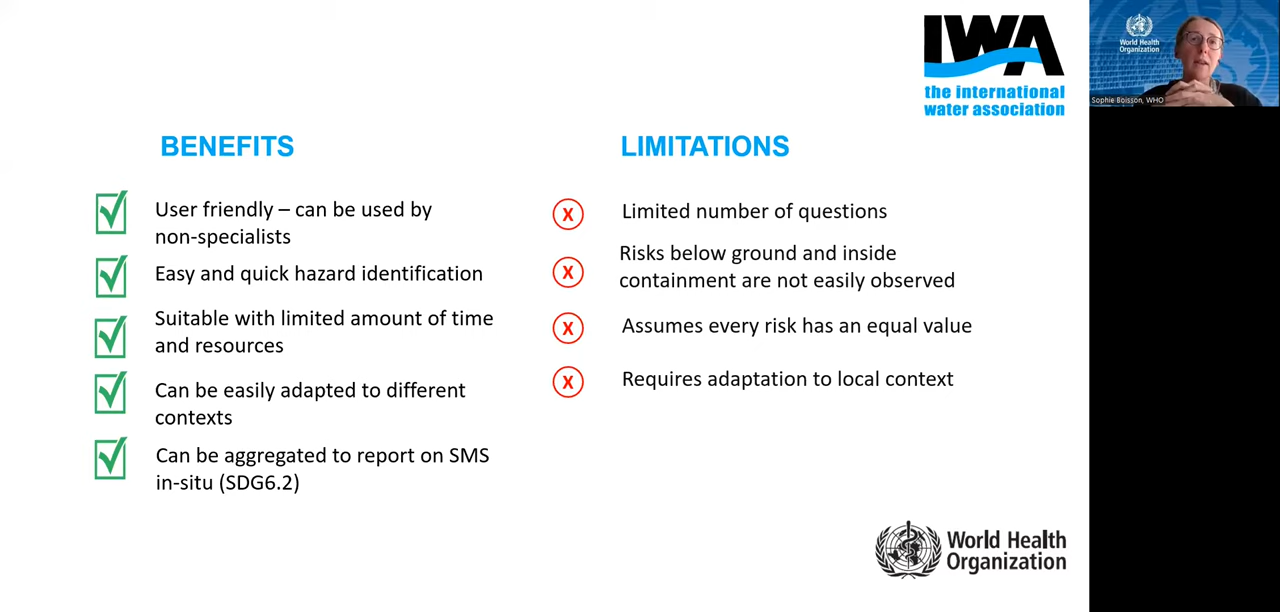 IWA
the international
water association
World Health
Organization
Sophie Boisson, WHO
BENEFITS
User friendly – can be used by
non-specialists
Easy and quick hazard identification
Suitable with limited amount of time
and resources
Can be easily adapted to different
contexts
Can be aggregated to report on SMS
in-situ (SDG6.2)
LIMITATIONS
X
Limited number of questions
X
Risks below ground and inside
containment are not easily observed
X
Assumes every risk has an equal value
X
Requires adaptation to local context
World Health
Organization